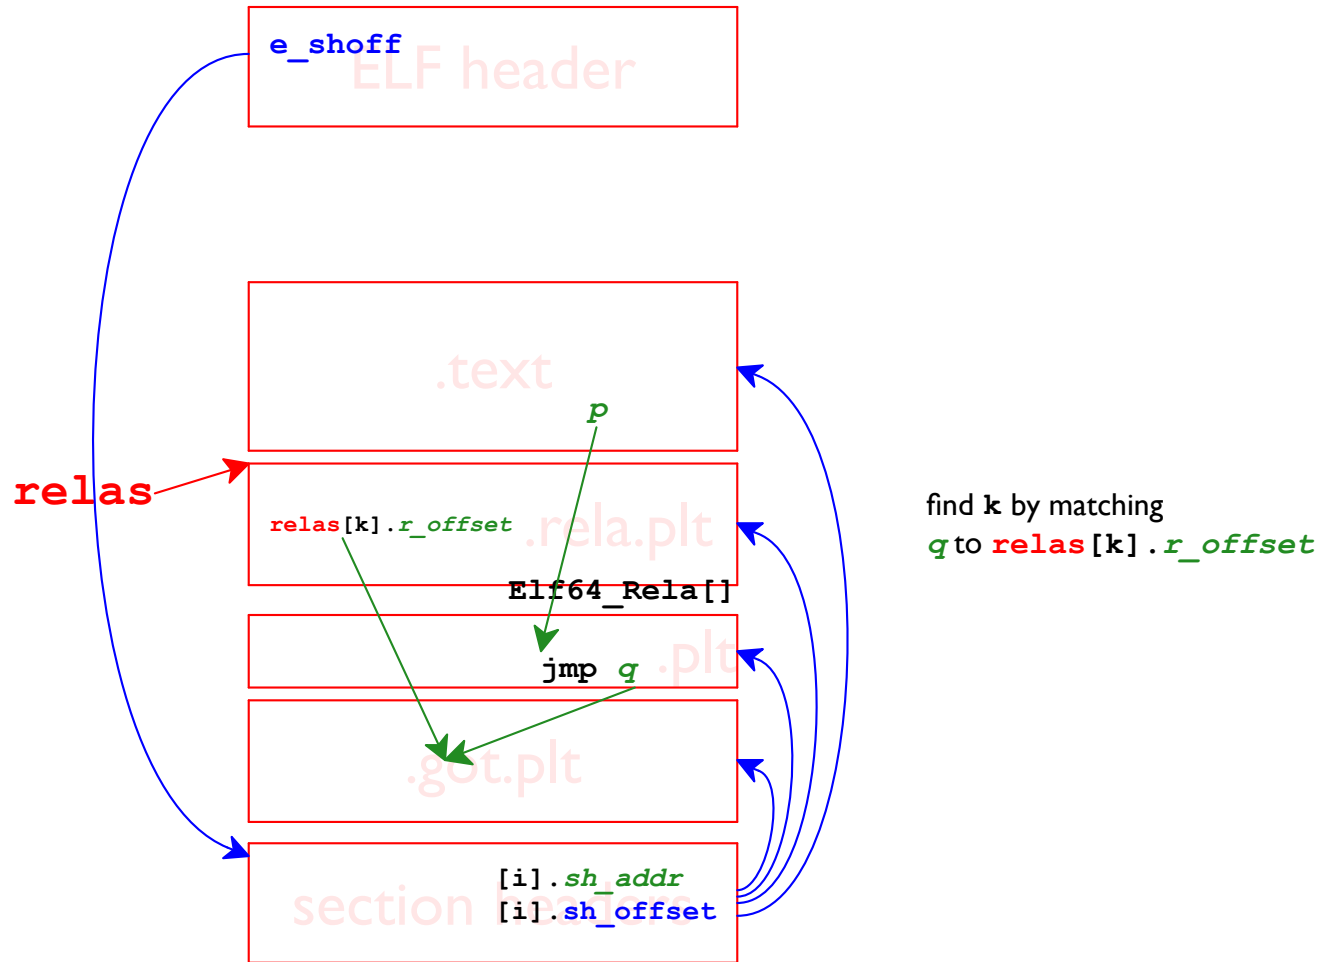 e_shoff
ELF header
.text
p
relas
relas[k].r_offset
.rela.plt
find k by matching
q to relas[k].r_offset
Elf64_Rela[]
jmp q
.plt
.got.plt
[i].sh_addr
section headers
[i].sh_offset